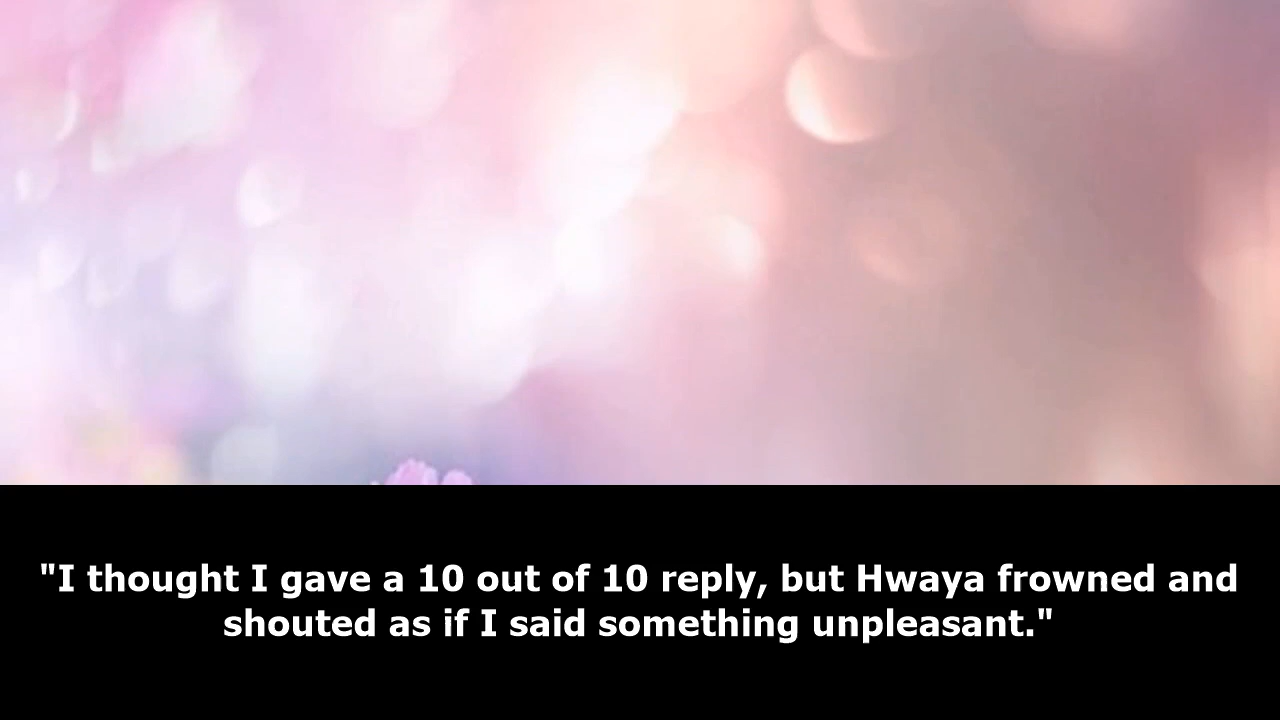 "I thought I gave a 10 out of 10 reply, but Hwaya frowned and
shouted as if I said something unpleasant."